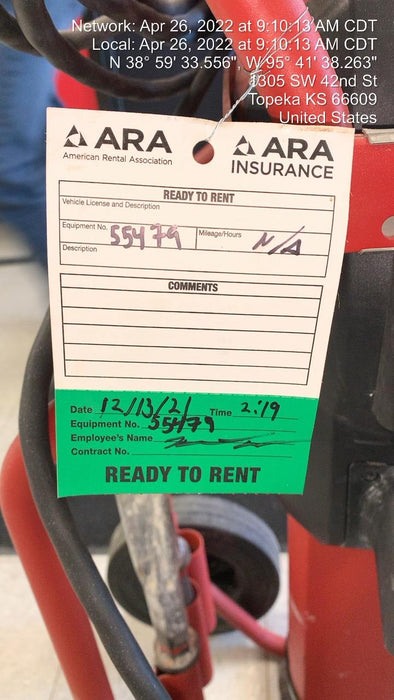 Network: Apr 26, 2022 at 9:10:13 AM CDT
Local: Apr 26, 2022 at 9:10:13 AM CDT
N 38° 59' 33.556", W 95° 41' 38.263"
1305 SW 42nd St
Topeka KS 66609
United States
ARA
American Rental Association
ARA
INSURANCE
READY TO RENT
Vehicle License and Description
Equipment No. 55479 Mileage/Hours N/A
Description
COMMENTS
Date 12/13/21 Time 2:19
Equipment No. 55479
Employee's Name
Contract No.
READY TO RENT